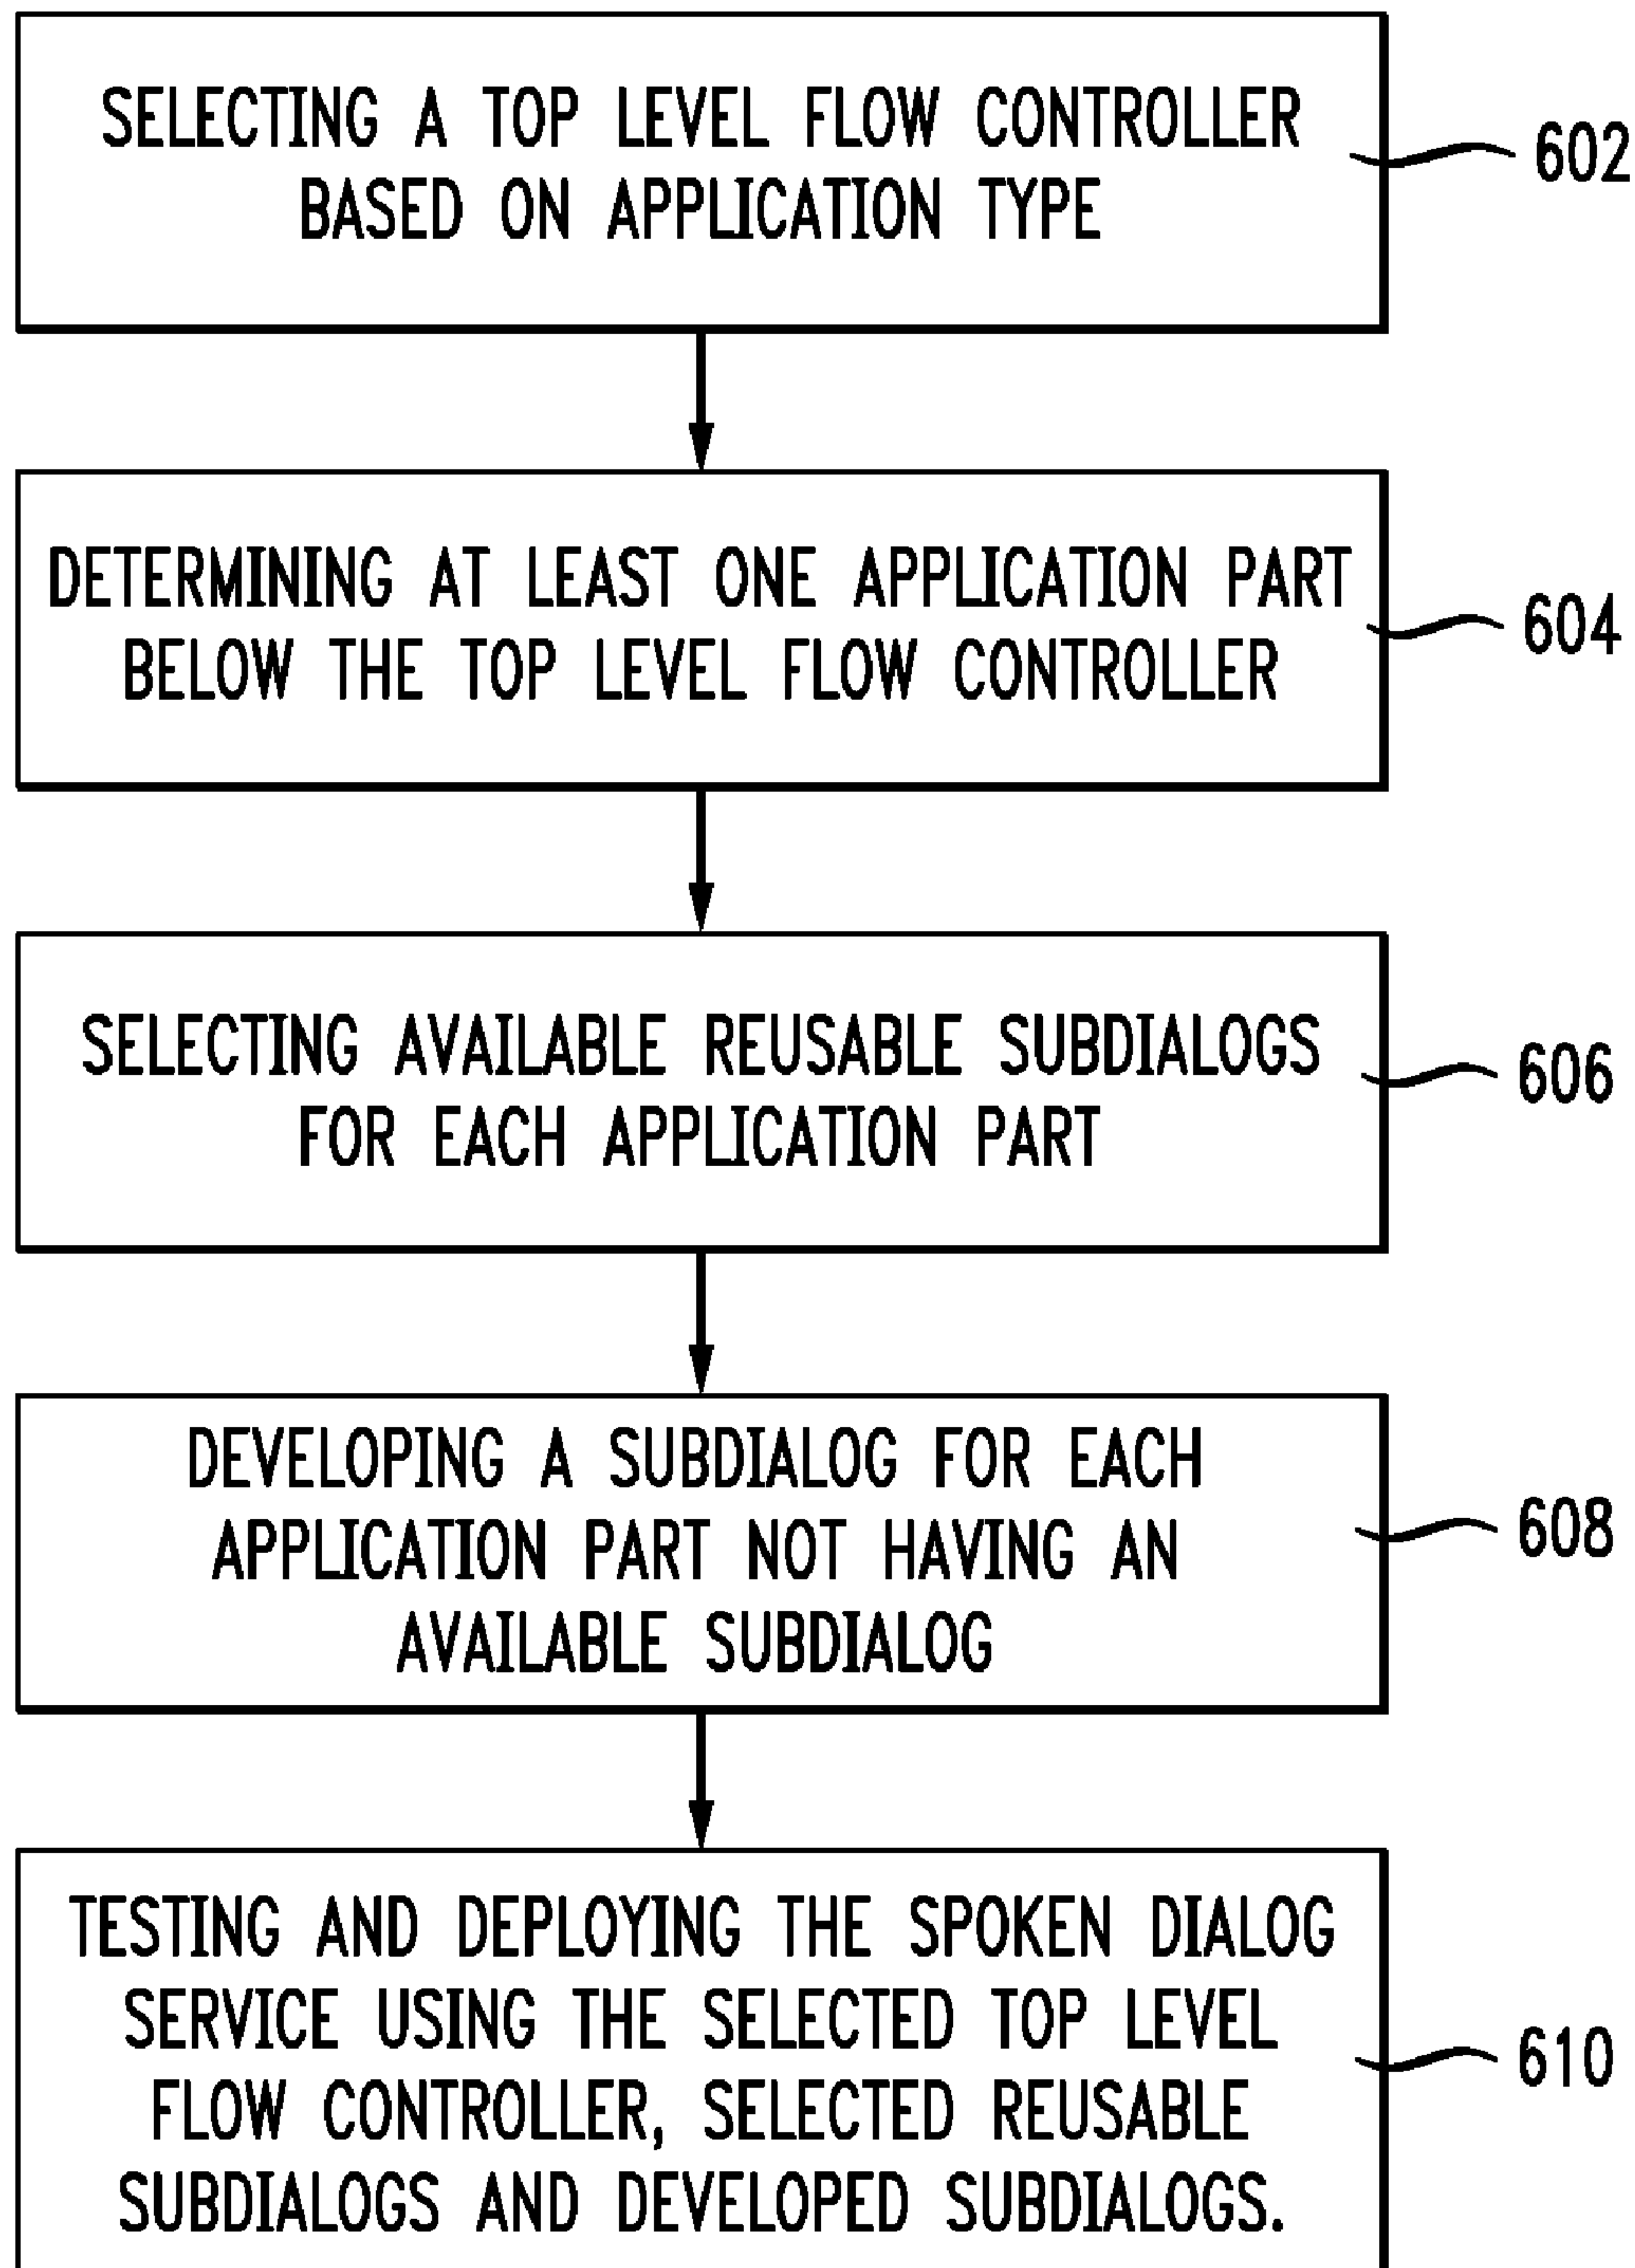 SELECTING A TOP LEVEL FLOW CONTROLLER
BASED ON APPLICATION TYPE
602
DETERMINING AT LEAST ONE APPLICATION PART
BELOW THE TOP LEVEL FLOW CONTROLLER
604
SELECTING AVAILABLE REUSABLE SUBDIALOGS
FOR EACH APPLICATION PART
606
DEVELOPING A SUBDIALOG FOR EACH
APPLICATION PART NOT HAVING AN
AVAILABLE SUBDIALOG
608
TESTING AND DEPLOYING THE SPOKEN DIALOG
SERVICE USING THE SELECTED TOP LEVEL
FLOW CONTROLLER, SELECTED REUSABLE
SUBDIALOGS AND DEVELOPED SUBDIALOGS.
610